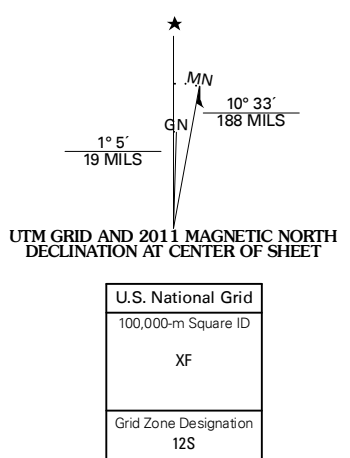 ★
MN
10° 33´
188 MILS
GN
1° 5´
19 MILS
UTM GRID AND 2011 MAGNETIC NORTH
DECLINATION AT CENTER OF SHEET
U.S. National Grid
100,000-m Square ID
XF
Grid Zone Designation
12S